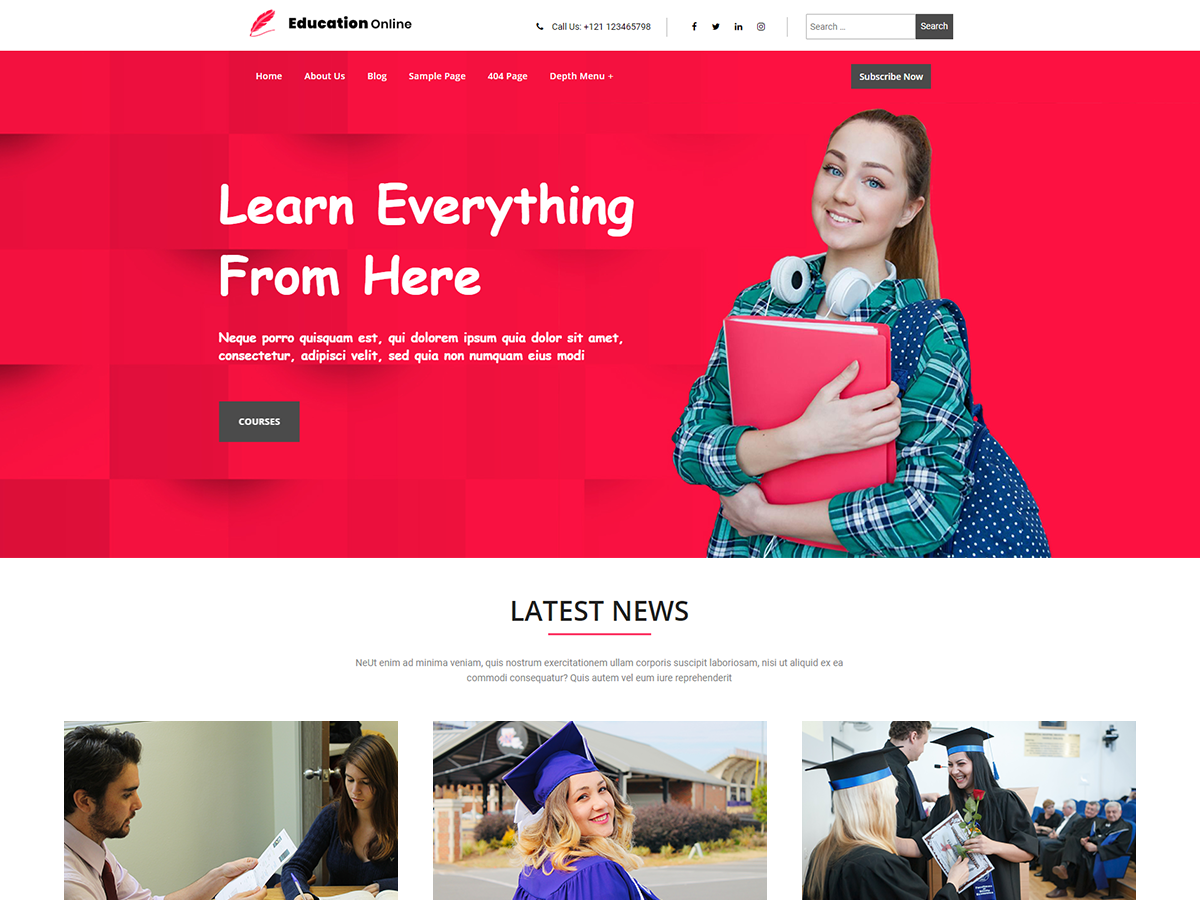 Education Online
Call Us: +121 123465798
Search …
Search
Home
About Us
Blog
Sample Page
404 Page
Depth Menu +
Subscribe Now
Learn Everything
From Here
Neque porro quisquam est, qui dolorem ipsum quia dolor sit amet,
consectetur, adipisci velit, sed quia non numquam eius modi
COURSES
LATEST NEWS
NeUt enim ad minima veniam, quis nostrum exercitationem ullam corporis suscipit laboriosam, nisi ut aliquid ex ea
commodi consequatur? Quis autem vel eum iure reprehenderit